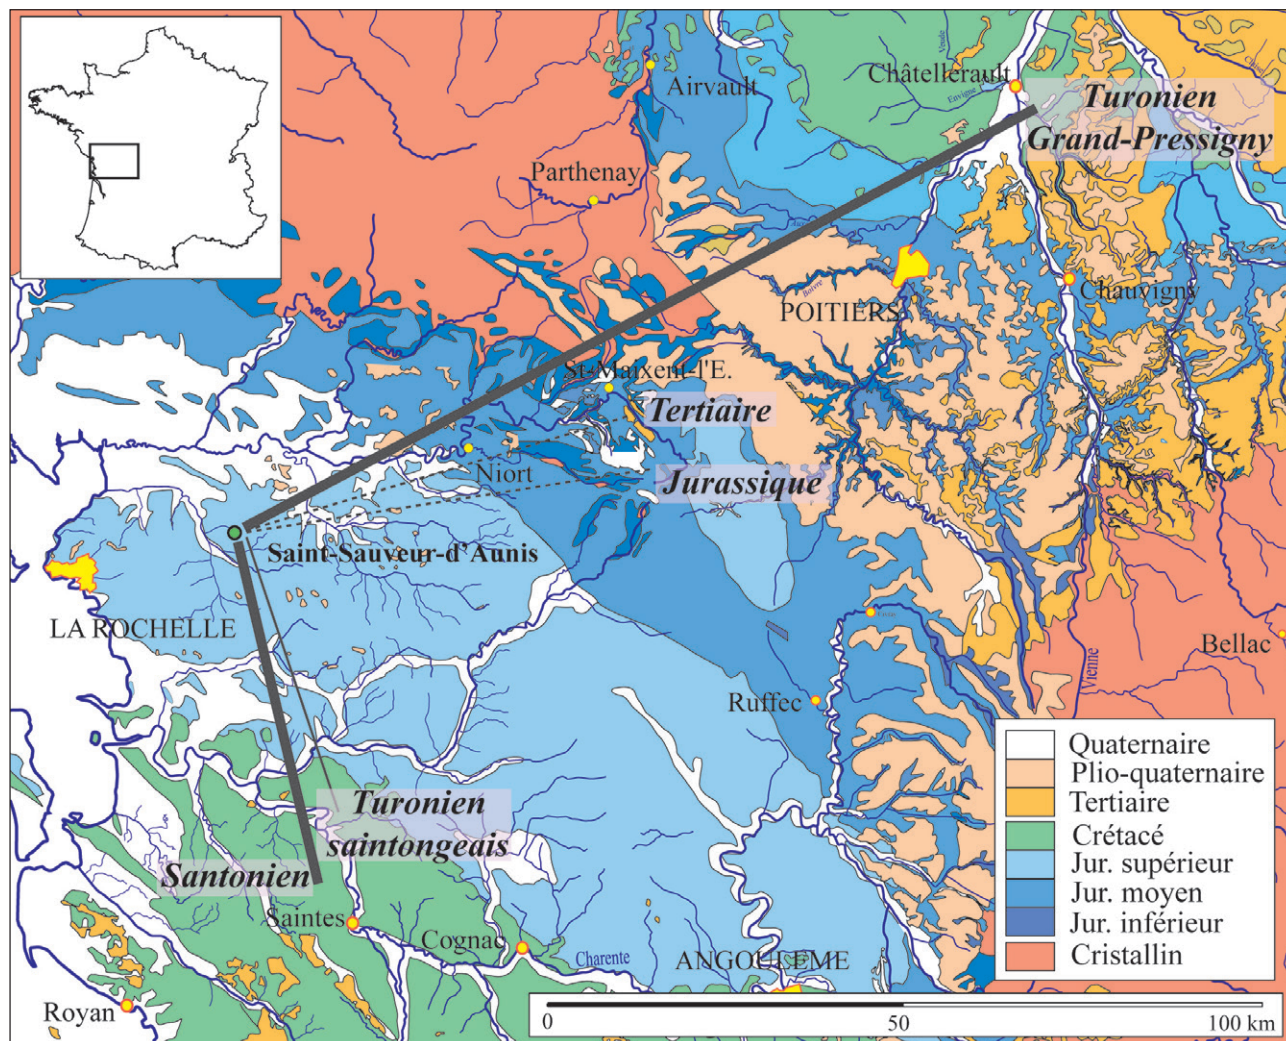 Châtellerault
Airvault
Turonien
Grand-Pressigny
Envigne
Parthenay
Boivre
POITIERS
Chauvigny
St-Maixent-l'E.
Tertiaire
Niort
Jurassique
Saint-Sauveur-d'Aunis
LA ROCHELLE
Bellac
Vienne
Ruffec
Turonien
saintongeais
Santonien
Saintes
Cognac
Charente
ANGOULEME
Royan
Quaternaire
Plio-quaternaire
Tertiaire
Crétacé
Jur. supérieur
Jur. moyen
Jur. inférieur
Cristallin
0 50 100 km